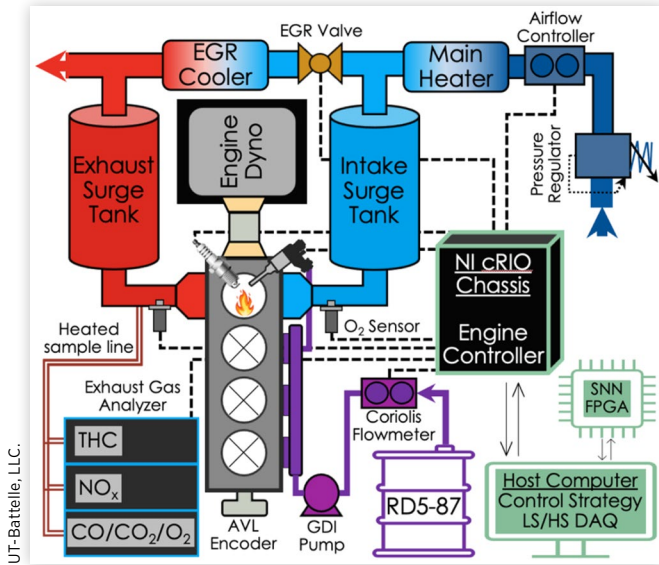 EGR Valve
Airflow
Controller
EGR
Cooler
Main
Heater
Engine
Dyno
Exhaust
Surge
Tank
Intake
Surge
Tank
Pressure
Regulator
NI cRIO
Chassis
Engine
Controller
O2 Sensor
Heated
sample line
Exhaust Gas
Analyzer
THC
NOx
CO/CO2/O2
AVL
Encoder
GDI
Pump
Coriolis
Flowmeter
RD5-87
SNN
FPGA
Host Computer
Control Strategy
LS/HS DAQ
UT-Battelle, LLC.